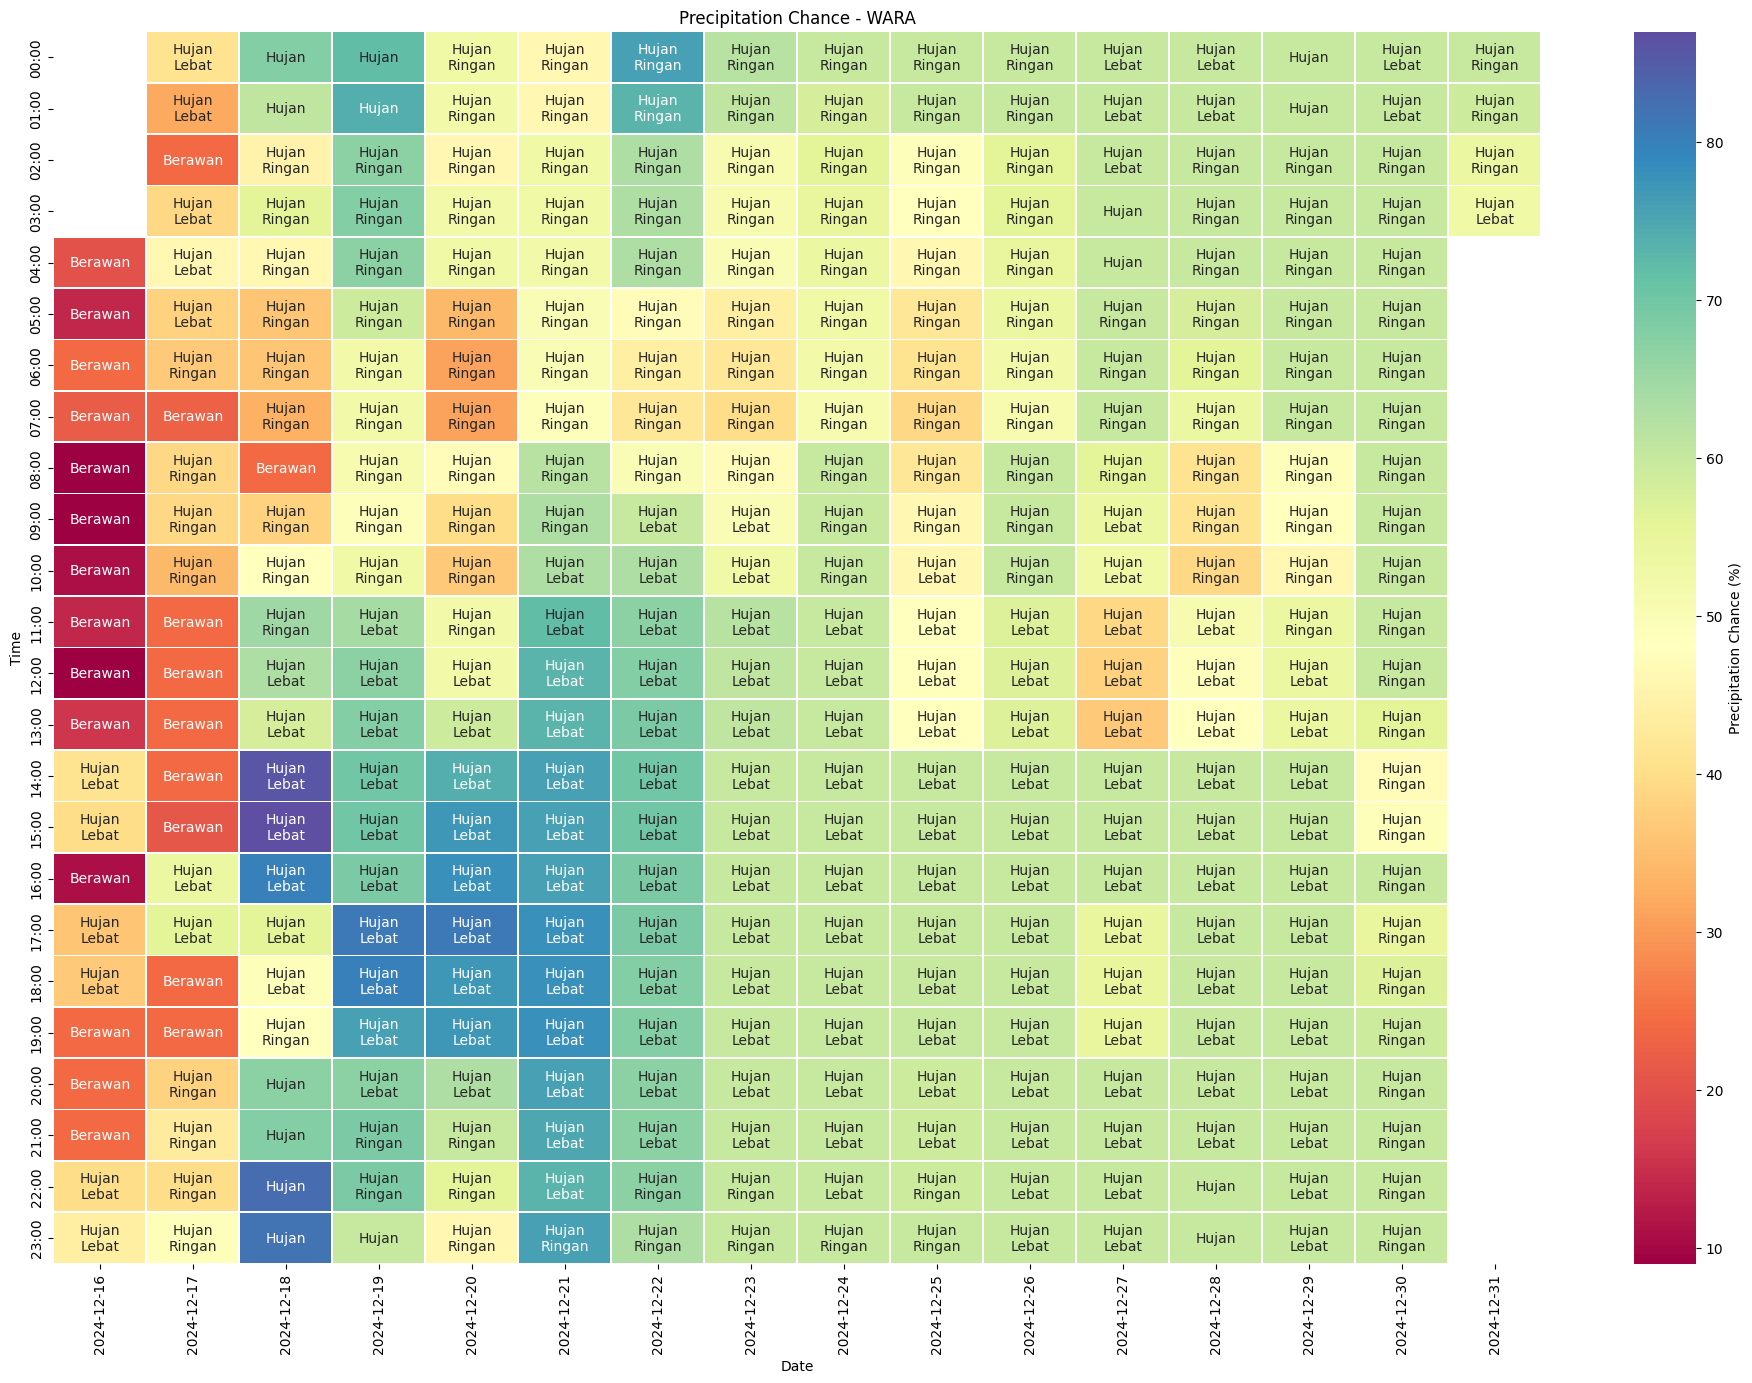 Precipitation Chance - WARA
00:00 Hujan Lebat Hujan Hujan Hujan Ringan Hujan Ringan Hujan Ringan Hujan Ringan Hujan Ringan Hujan Ringan Hujan Ringan Hujan Lebat Hujan Lebat Hujan Hujan Lebat Hujan Ringan
01:00 Hujan Lebat Hujan Hujan Hujan Ringan Hujan Ringan Hujan Ringan Hujan Ringan Hujan Ringan Hujan Ringan Hujan Ringan Hujan Lebat Hujan Lebat Hujan Hujan Lebat Hujan Ringan
02:00 Berawan Hujan Ringan Hujan Ringan Hujan Ringan Hujan Ringan Hujan Ringan Hujan Ringan Hujan Ringan Hujan Ringan Hujan Ringan Hujan Lebat Hujan Ringan Hujan Ringan Hujan Ringan Hujan Ringan
03:00 Hujan Lebat Hujan Ringan Hujan Ringan Hujan Ringan Hujan Ringan Hujan Ringan Hujan Ringan Hujan Ringan Hujan Ringan Hujan Ringan Hujan Hujan Ringan Hujan Ringan Hujan Ringan Hujan Lebat
04:00 Berawan Hujan Lebat Hujan Ringan Hujan Ringan Hujan Ringan Hujan Ringan Hujan Ringan Hujan Ringan Hujan Ringan Hujan Ringan Hujan Ringan Hujan Hujan Ringan Hujan Ringan Hujan Ringan
05:00 Berawan Hujan Lebat Hujan Ringan Hujan Ringan Hujan Ringan Hujan Ringan Hujan Ringan Hujan Ringan Hujan Ringan Hujan Ringan Hujan Ringan Hujan Ringan Hujan Ringan Hujan Ringan Hujan Ringan
06:00 Berawan Hujan Ringan Hujan Ringan Hujan Ringan Hujan Ringan Hujan Ringan Hujan Ringan Hujan Ringan Hujan Ringan Hujan Ringan Hujan Ringan Hujan Ringan Hujan Ringan Hujan Ringan Hujan Ringan
07:00 Berawan Berawan Hujan Ringan Hujan Ringan Hujan Ringan Hujan Ringan Hujan Ringan Hujan Ringan Hujan Ringan Hujan Ringan Hujan Ringan Hujan Ringan Hujan Ringan Hujan Ringan Hujan Ringan
08:00 Berawan Hujan Ringan Berawan Hujan Ringan Hujan Ringan Hujan Ringan Hujan Ringan Hujan Ringan Hujan Ringan Hujan Ringan Hujan Ringan Hujan Ringan Hujan Ringan Hujan Ringan Hujan Ringan
09:00 Berawan Hujan Ringan Hujan Ringan Hujan Ringan Hujan Ringan Hujan Ringan Hujan Lebat Hujan Lebat Hujan Ringan Hujan Ringan Hujan Ringan Hujan Lebat Hujan Ringan Hujan Ringan Hujan Ringan
10:00 Berawan Hujan Ringan Hujan Ringan Hujan Ringan Hujan Ringan Hujan Lebat Hujan Lebat Hujan Lebat Hujan Ringan Hujan Lebat Hujan Ringan Hujan Lebat Hujan Ringan Hujan Ringan Hujan Ringan
11:00 Berawan Berawan Hujan Ringan Hujan Lebat Hujan Ringan Hujan Lebat Hujan Lebat Hujan Lebat Hujan Lebat Hujan Lebat Hujan Lebat Hujan Lebat Hujan Lebat Hujan Ringan Hujan Ringan
12:00 Berawan Berawan Hujan Lebat Hujan Lebat Hujan Lebat Hujan Lebat Hujan Lebat Hujan Lebat Hujan Lebat Hujan Lebat Hujan Lebat Hujan Lebat Hujan Lebat Hujan Lebat Hujan Ringan
13:00 Berawan Berawan Hujan Lebat Hujan Lebat Hujan Lebat Hujan Lebat Hujan Lebat Hujan Lebat Hujan Lebat Hujan Lebat Hujan Lebat Hujan Lebat Hujan Lebat Hujan Lebat Hujan Ringan
14:00 Hujan Lebat Berawan Hujan Lebat Hujan Lebat Hujan Lebat Hujan Lebat Hujan Lebat Hujan Lebat Hujan Lebat Hujan Lebat Hujan Lebat Hujan Lebat Hujan Lebat Hujan Lebat Hujan Ringan
15:00 Hujan Lebat Berawan Hujan Lebat Hujan Lebat Hujan Lebat Hujan Lebat Hujan Lebat Hujan Lebat Hujan Lebat Hujan Lebat Hujan Lebat Hujan Lebat Hujan Lebat Hujan Lebat Hujan Ringan
16:00 Berawan Hujan Lebat Hujan Lebat Hujan Lebat Hujan Lebat Hujan Lebat Hujan Lebat Hujan Lebat Hujan Lebat Hujan Lebat Hujan Lebat Hujan Lebat Hujan Lebat Hujan Lebat Hujan Ringan
17:00 Hujan Lebat Hujan Lebat Hujan Lebat Hujan Lebat Hujan Lebat Hujan Lebat Hujan Lebat Hujan Lebat Hujan Lebat Hujan Lebat Hujan Lebat Hujan Lebat Hujan Lebat Hujan Lebat Hujan Ringan
18:00 Hujan Lebat Berawan Hujan Lebat Hujan Lebat Hujan Lebat Hujan Lebat Hujan Lebat Hujan Lebat Hujan Lebat Hujan Lebat Hujan Lebat Hujan Lebat Hujan Lebat Hujan Lebat Hujan Ringan
19:00 Berawan Berawan Hujan Ringan Hujan Lebat Hujan Lebat Hujan Lebat Hujan Lebat Hujan Lebat Hujan Lebat Hujan Lebat Hujan Lebat Hujan Lebat Hujan Lebat Hujan Lebat Hujan Ringan
20:00 Berawan Hujan Ringan Hujan Hujan Lebat Hujan Lebat Hujan Lebat Hujan Lebat Hujan Lebat Hujan Lebat Hujan Lebat Hujan Lebat Hujan Lebat Hujan Lebat Hujan Lebat Hujan Ringan
21:00 Berawan Hujan Ringan Hujan Hujan Ringan Hujan Ringan Hujan Lebat Hujan Lebat Hujan Lebat Hujan Lebat Hujan Lebat Hujan Lebat Hujan Lebat Hujan Lebat Hujan Lebat Hujan Ringan
22:00 Hujan Lebat Hujan Ringan Hujan Hujan Ringan Hujan Ringan Hujan Lebat Hujan Ringan Hujan Ringan Hujan Lebat Hujan Ringan Hujan Lebat Hujan Lebat Hujan Hujan Lebat Hujan Ringan
23:00 Hujan Lebat Hujan Ringan Hujan Hujan Hujan Ringan Hujan Ringan Hujan Ringan Hujan Ringan Hujan Ringan Hujan Ringan Hujan Lebat Hujan Lebat Hujan Hujan Lebat Hujan Ringan
2024-12-16 2024-12-17 2024-12-18 2024-12-19 2024-12-20 2024-12-21 2024-12-22 2024-12-23 2024-12-24 2024-12-25 2024-12-26 2024-12-27 2024-12-28 2024-12-29 2024-12-30 2024-12-31
Date
Time
80
70
60
50
40
30
20
10
Precipitation Chance (%)